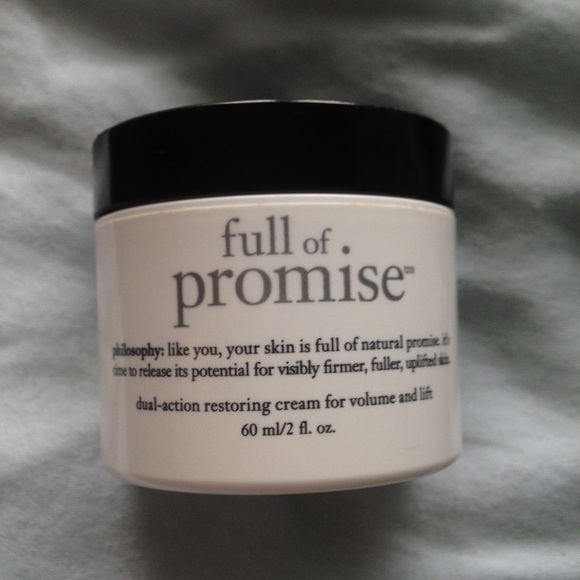 full of
promise™
philosophy: like you, your skin is full of natural promise. it's
time to release its potential for visibly firmer, fuller, uplifted skin.
dual-action restoring cream for volume and lift
60 ml/2 fl. oz.